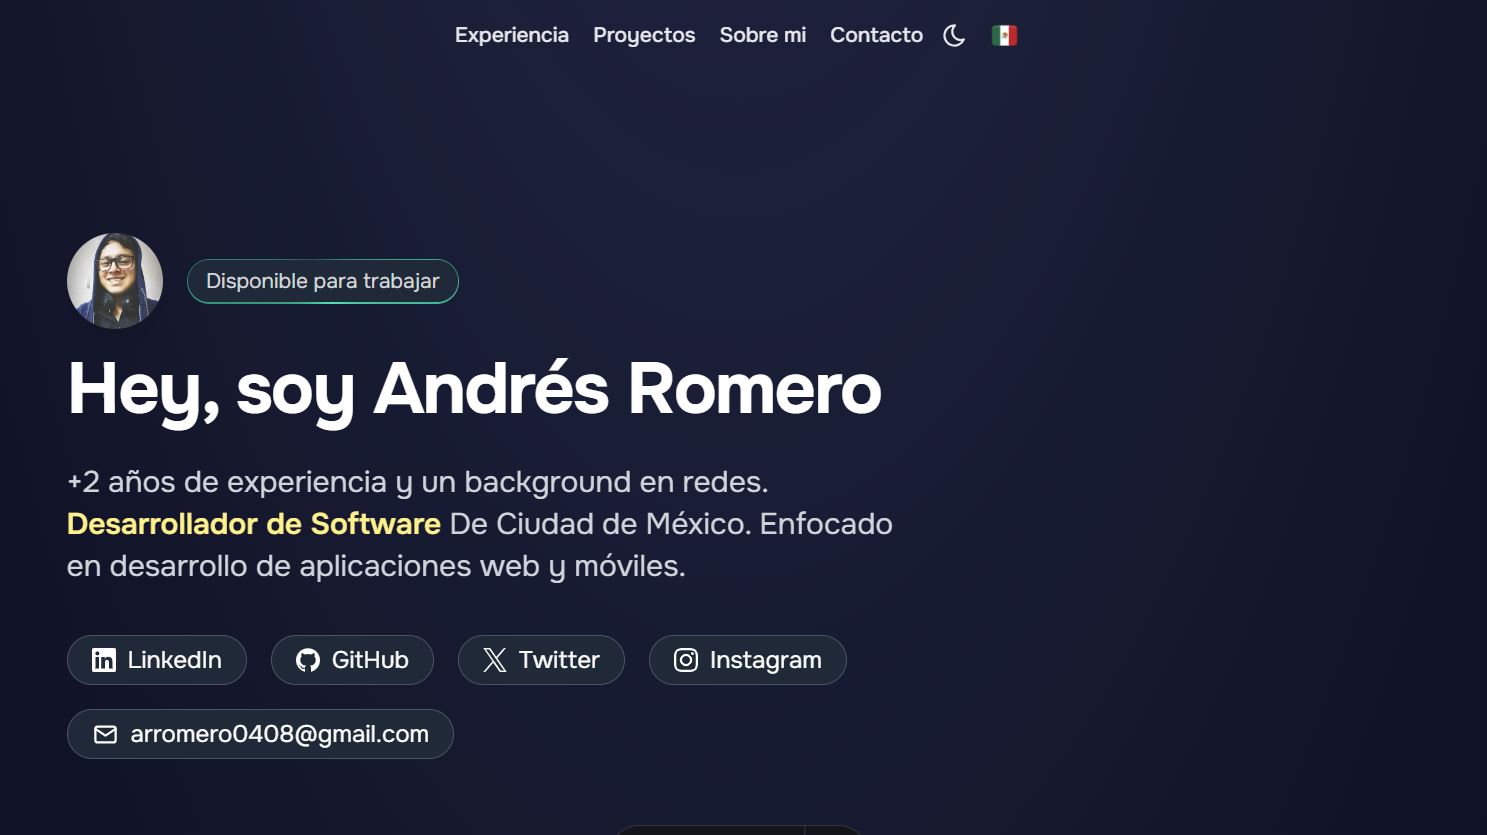 Experiencia Proyectos Sobre mi Contacto
Disponible para trabajar
Hey, soy Andrés Romero
+2 años de experiencia y un background en redes.
Desarrollador de Software De Ciudad de México. Enfocado
en desarrollo de aplicaciones web y móviles.
LinkedIn GitHub Twitter Instagram
arromero0408@gmail.com